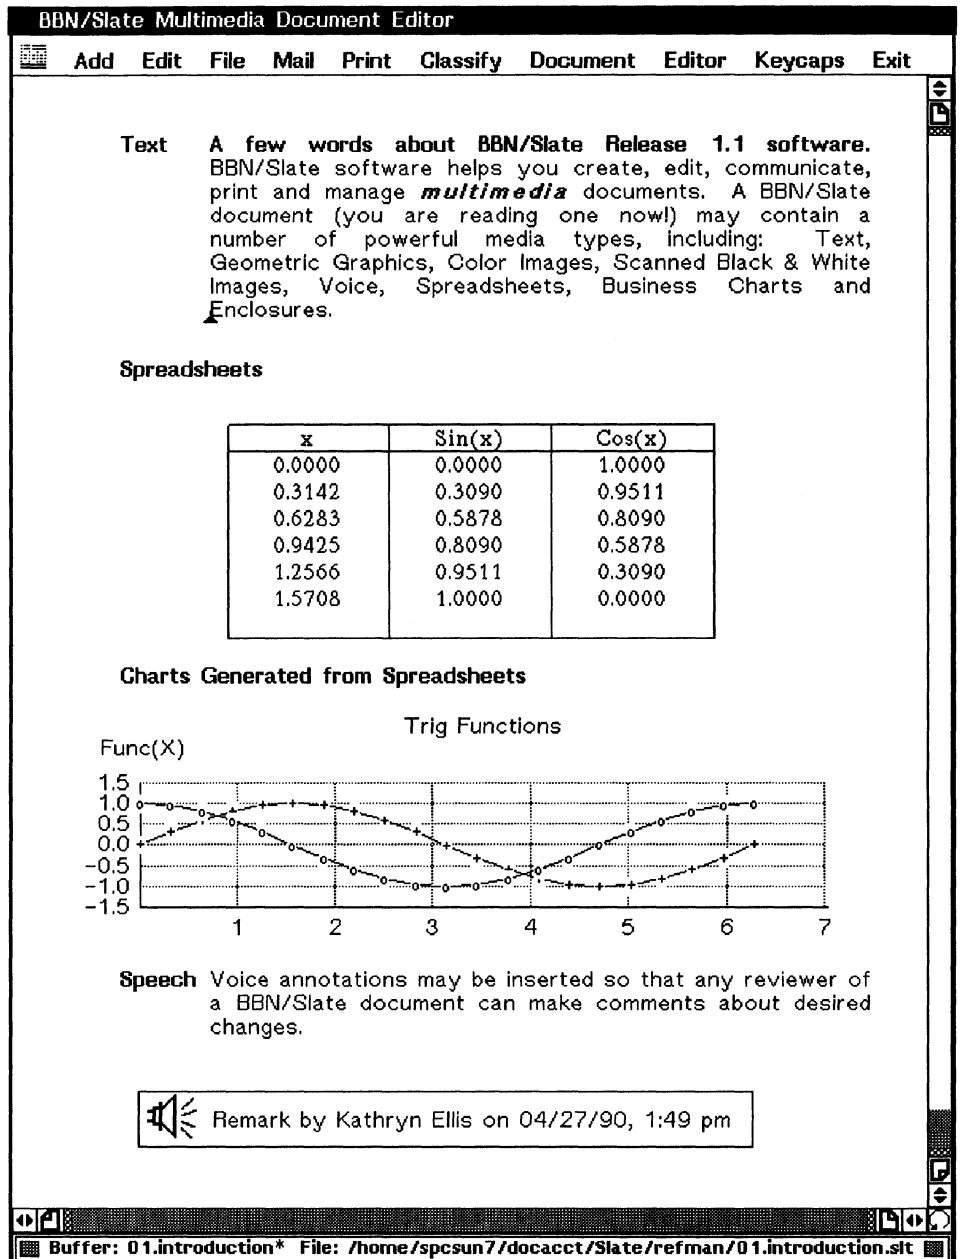 BBN/Slate Multimedia Document Editor
Add Edit File Mail Print Classify Document Editor Keycaps Exit
Text A few words about BBN/Slate Release 1.1 software.
BBN/Slate software helps you create, edit, communicate,
print and manage multimedia documents. A BBN/Slate
document (you are reading one now!) may contain a
number of powerful media types, including: Text,
Geometric Graphics, Color Images, Scanned Black & White
Images, Voice, Spreadsheets, Business Charts and
Enclosures.
Spreadsheets
x Sin(x) Cos(x)
0.0000 0.0000 1.0000
0.3142 0.3090 0.9511
0.6283 0.5878 0.8090
0.9425 0.8090 0.5878
1.2566 0.9511 0.3090
1.5708 1.0000 0.0000
Charts Generated from Spreadsheets
Trig Functions
Func(X)
1.5
1.0
0.5
0.0
-0.5
-1.0
-1.5
1 2 3 4 5 6 7
Speech Voice annotations may be inserted so that any reviewer of
a BBN/Slate document can make comments about desired
changes.
Remark by Kathryn Ellis on 04/27/90, 1:49 pm
Buffer: 01.introduction* File: /home/spcsun7/docacct/Slate/refman/01.introduction.slt